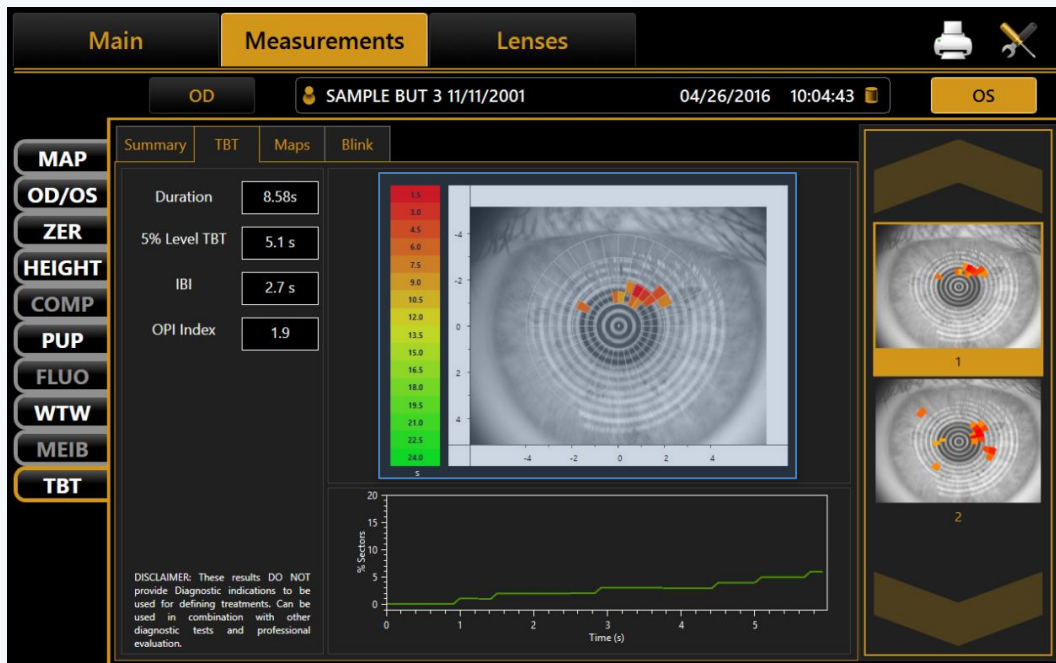 Main
Measurements
Lenses
OD
SAMPLE BUT 3 11/11/2001
04/26/2016 10:04:43
OS
MAP
OD/OS
ZER
HEIGHT
COMP
PUP
FLUO
WTW
MEIB
TBT
Summary
TBT
Maps
Blink
Duration
8.58s
5% Level TBT
5.1 s
IBI
2.7 s
OPI Index
1.9
DISCLAIMER: These results DO NOT
provide Diagnostic indications to be
used for defining treatments. Can be
used in combination with other
diagnostic tests and professional
evaluation.
1.5
3.0
4.5
6.0
7.5
9.0
10.5
12.0
13.5
15.0
16.5
18.0
19.5
21.0
22.5
24.0
s
-4
-2
0
2
4
-4 -2 0 2 4
20
15
10
5
0
% Sectors
0 1 2 3 4 5
Time (s)
1
2